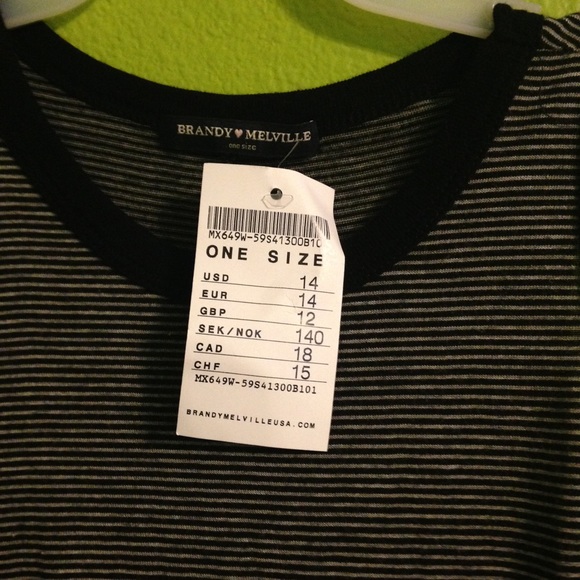 BRANDY♥MELVILLE
one size
MX649W-59S41300B101
ONE SIZE
USD 14
EUR 14
GBP 12
SEK/NOK 140
CAD 18
CHF 15
MX649W-59S41300B101
BRANDYMELVILLEUSA.COM